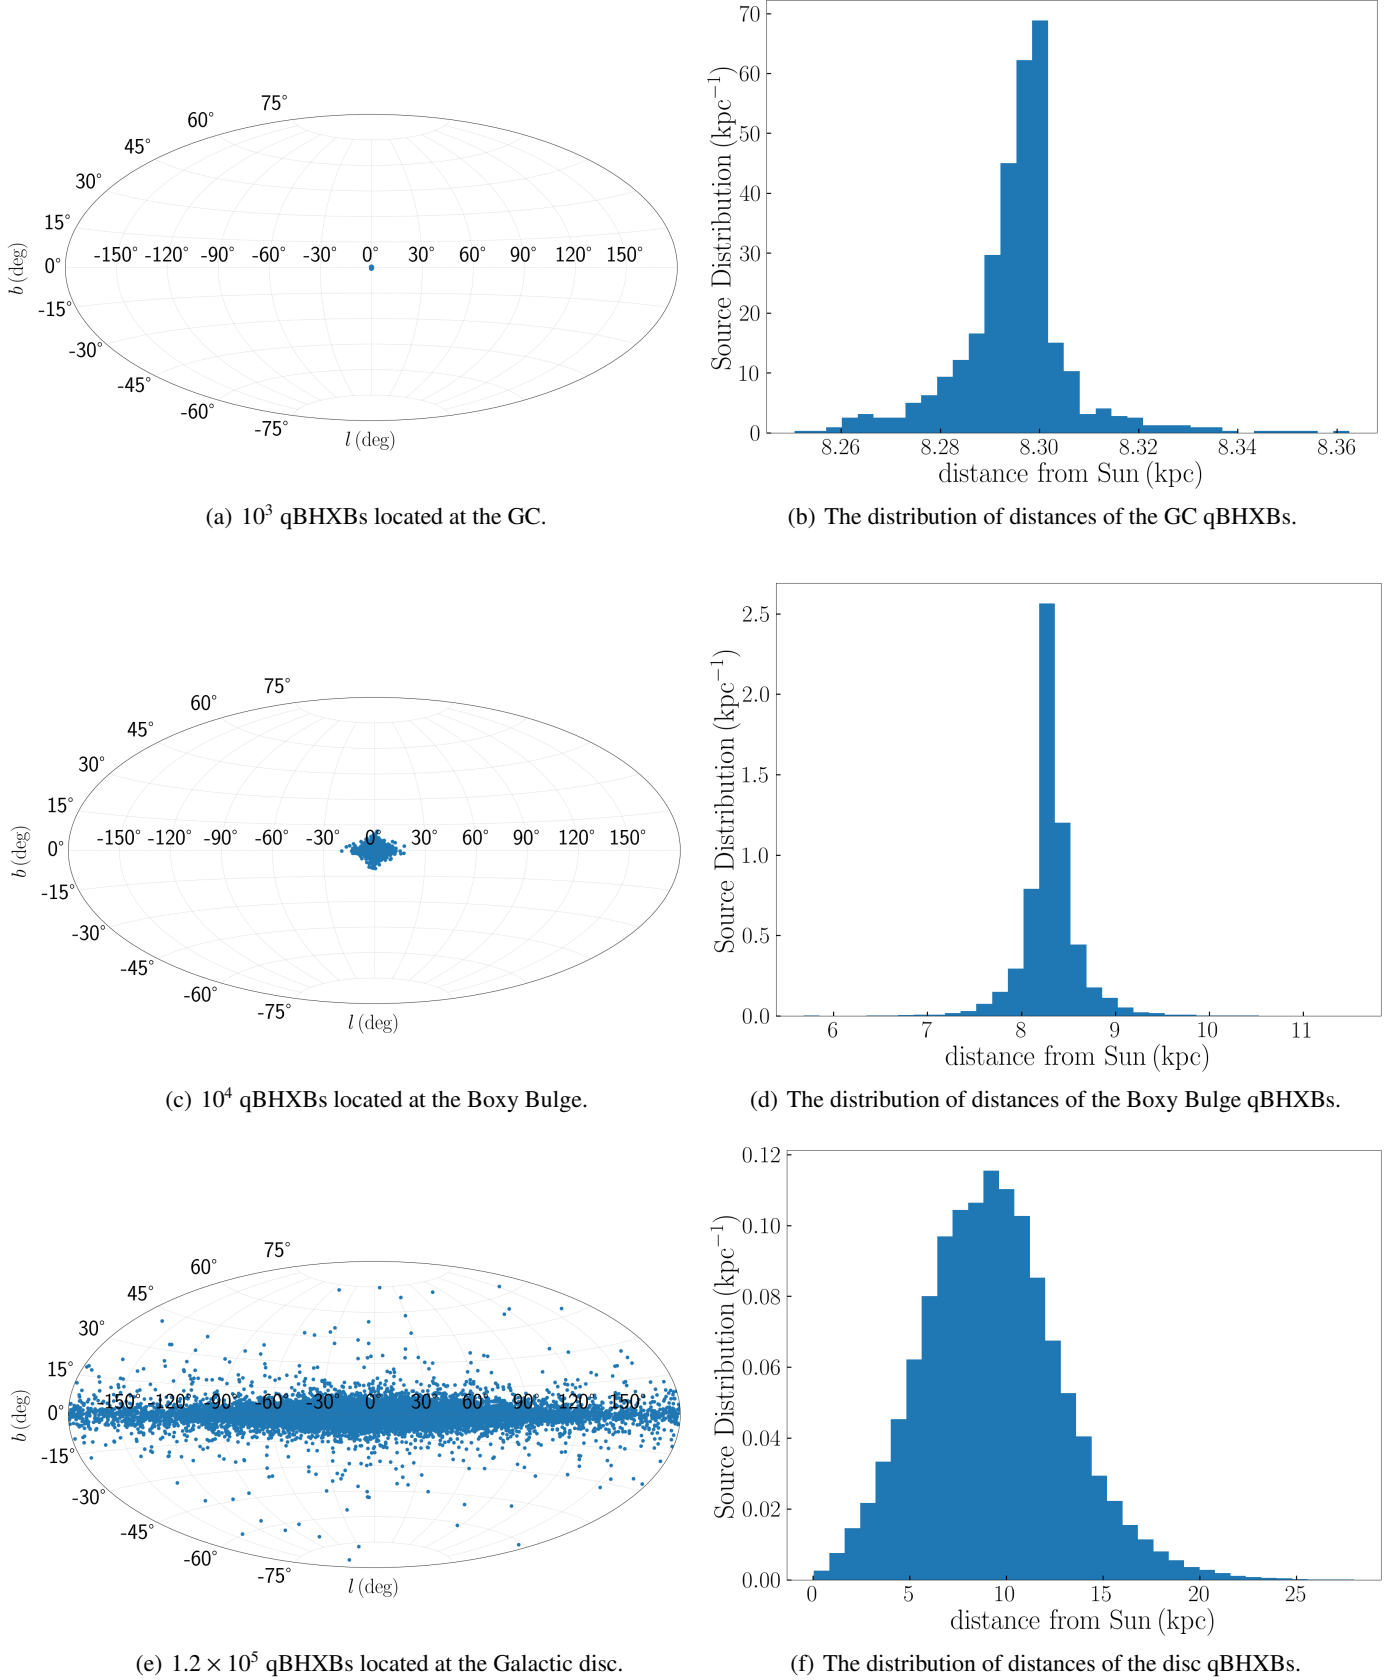 75°
60°
45°
30°
15°
0°
-15°
-30°
-45°
-60°
-75°
-150° -120° -90° -60° -30° 0° 30° 60° 90° 120° 150°
b (deg)
l (deg)
(a) 10³ qBHXBs located at the GC.
70
60
50
40
30
20
10
0
Source Distribution (kpc⁻¹)
8.26 8.28 8.30 8.32 8.34 8.36
distance from Sun (kpc)
(b) The distribution of distances of the GC qBHXBs.
75°
60°
45°
30°
15°
0°
-15°
-30°
-45°
-60°
-75°
-150° -120° -90° -60° -30° 0° 30° 60° 90° 120° 150°
b (deg)
l (deg)
(c) 10⁴ qBHXBs located at the Boxy Bulge.
2.5
2.0
1.5
1.0
0.5
0.0
Source Distribution (kpc⁻¹)
6 7 8 9 10 11
distance from Sun (kpc)
(d) The distribution of distances of the Boxy Bulge qBHXBs.
75°
60°
45°
30°
15°
0°
-15°
-30°
-45°
-60°
-75°
-150° -120° -90° -60° -30° 0° 30° 60° 90° 120° 150°
b (deg)
l (deg)
(e) 1.2 × 10⁵ qBHXBs located at the Galactic disc.
0.12
0.10
0.08
0.06
0.04
0.02
0.00
Source Distribution (kpc⁻¹)
0 5 10 15 20 25
distance from Sun (kpc)
(f) The distribution of distances of the disc qBHXBs.